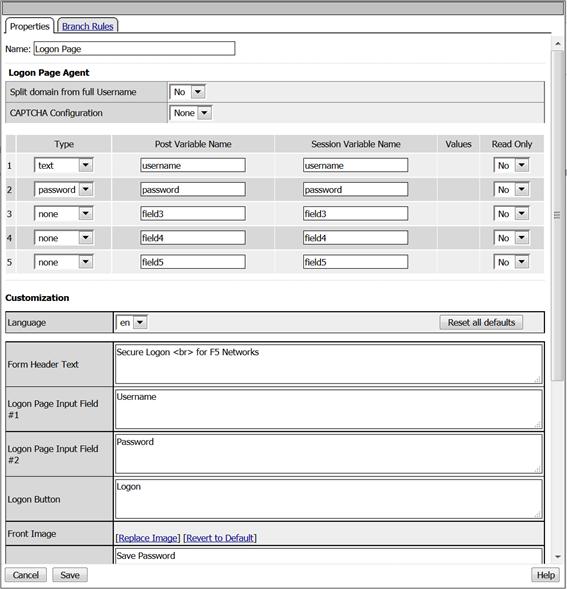 Properties Branch Rules
Name: Logon Page
Logon Page Agent
Split domain from full Username No
CAPTCHA Configuration None
Type Post Variable Name Session Variable Name Values Read Only
1 text username username No
2 password password password No
3 none field3 field3 No
4 none field4 field4 No
5 none field5 field5 No
Customization
Language en Reset all defaults
Form Header Text Secure Logon <br> for F5 Networks
Logon Page Input Field #1 Username
Logon Page Input Field #2 Password
Logon Button Logon
Front Image [Replace Image] [Revert to Default]
Save Password
Cancel Save Help